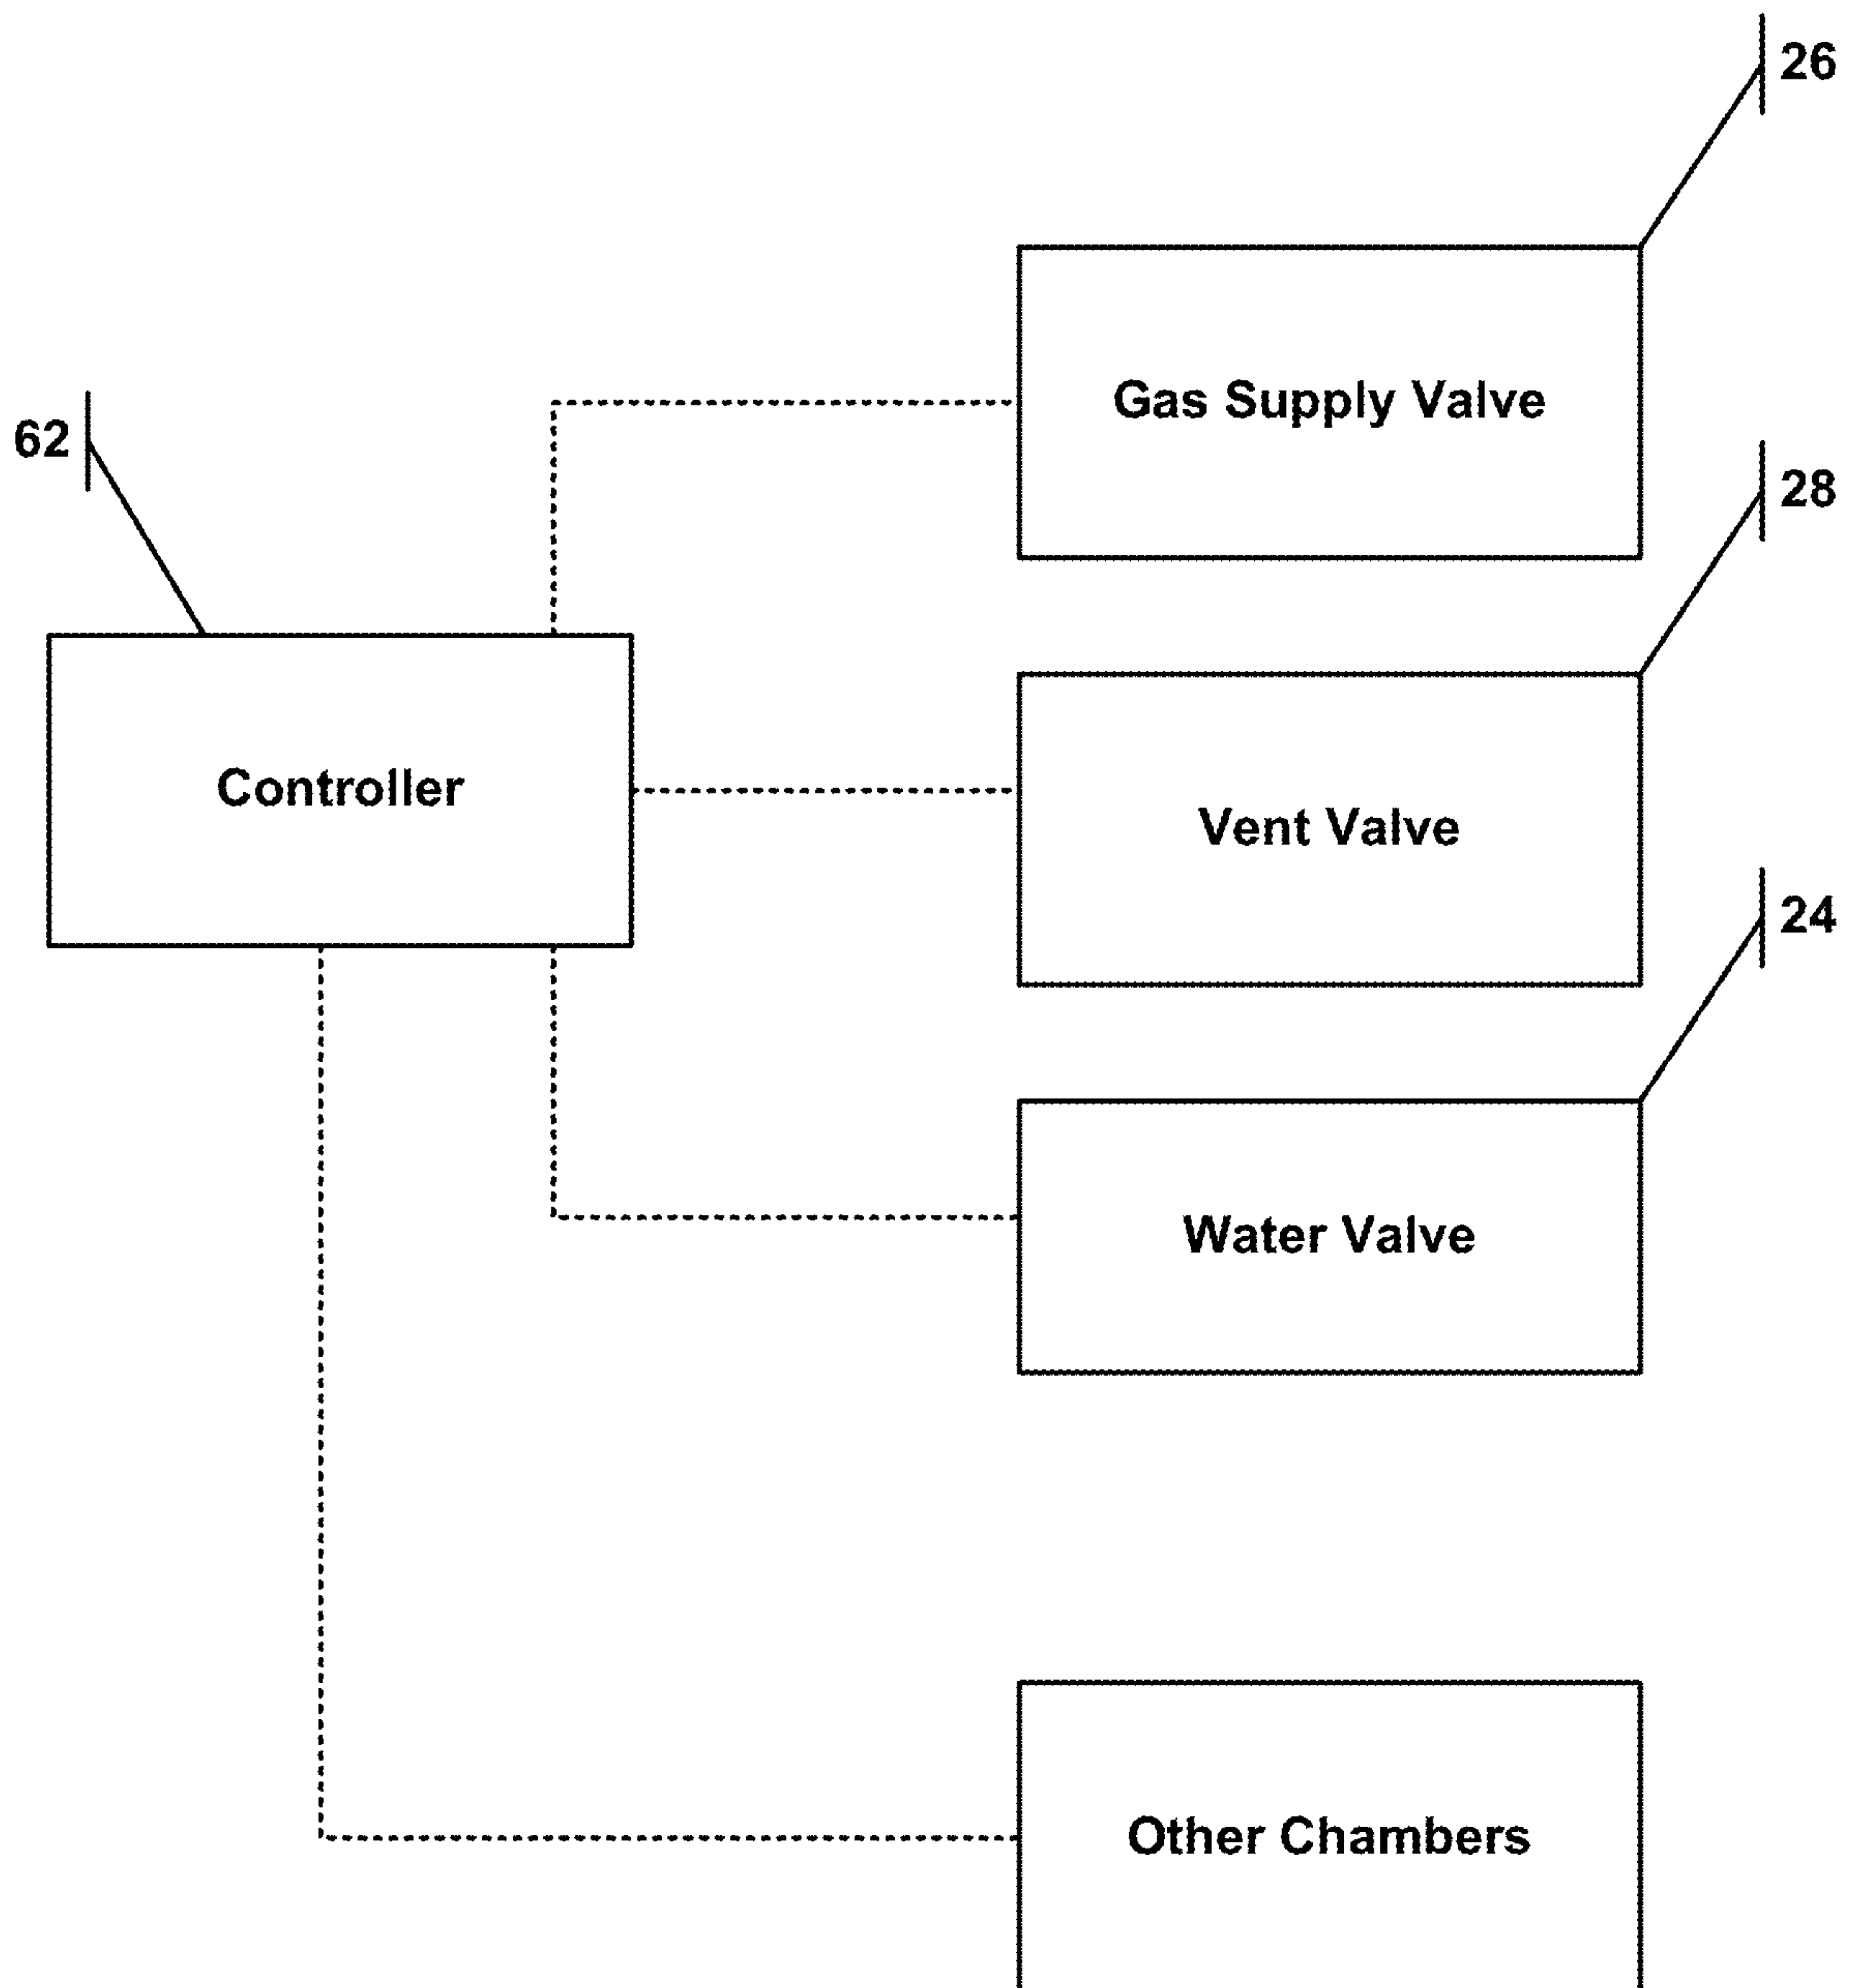 26
Gas Supply Valve
62
28
Controller
Vent Valve
24
Water Valve
Other Chambers